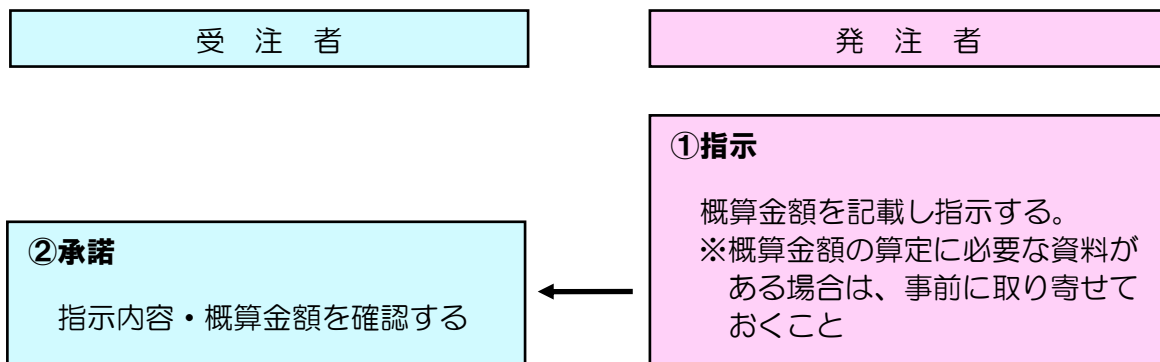 受 注 者
発 注 者
①指示
概算金額を記載し指示する。
※概算金額の算定に必要な資料が
ある場合は、事前に取り寄せて
おくこと
②承諾
指示内容・概算金額を確認する